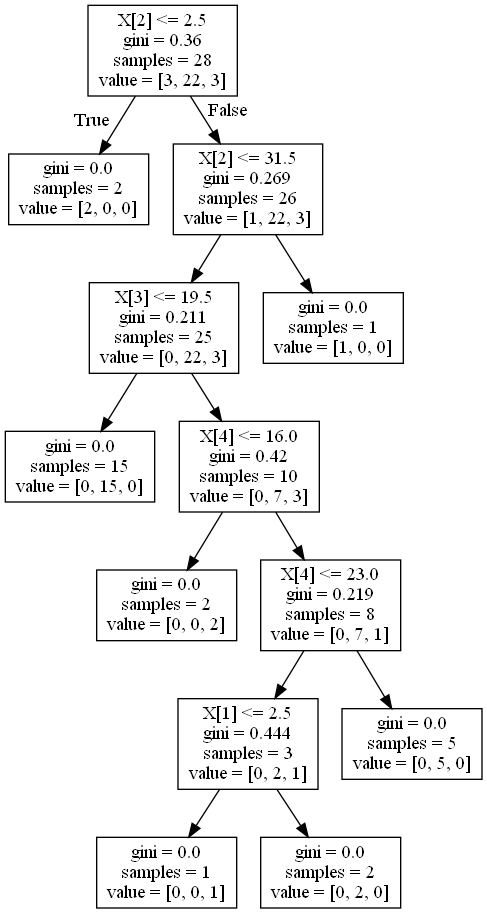 X[2] <= 2.5
gini = 0.36
samples = 28
value = [3, 22, 3]
True
False
gini = 0.0
samples = 2
value = [2, 0, 0]
X[2] <= 31.5
gini = 0.269
samples = 26
value = [1, 22, 3]
X[3] <= 19.5
gini = 0.211
samples = 25
value = [0, 22, 3]
gini = 0.0
samples = 1
value = [1, 0, 0]
gini = 0.0
samples = 15
value = [0, 15, 0]
X[4] <= 16.0
gini = 0.42
samples = 10
value = [0, 7, 3]
gini = 0.0
samples = 2
value = [0, 0, 2]
X[4] <= 23.0
gini = 0.219
samples = 8
value = [0, 7, 1]
X[1] <= 2.5
gini = 0.444
samples = 3
value = [0, 2, 1]
gini = 0.0
samples = 5
value = [0, 5, 0]
gini = 0.0
samples = 1
value = [0, 0, 1]
gini = 0.0
samples = 2
value = [0, 2, 0]